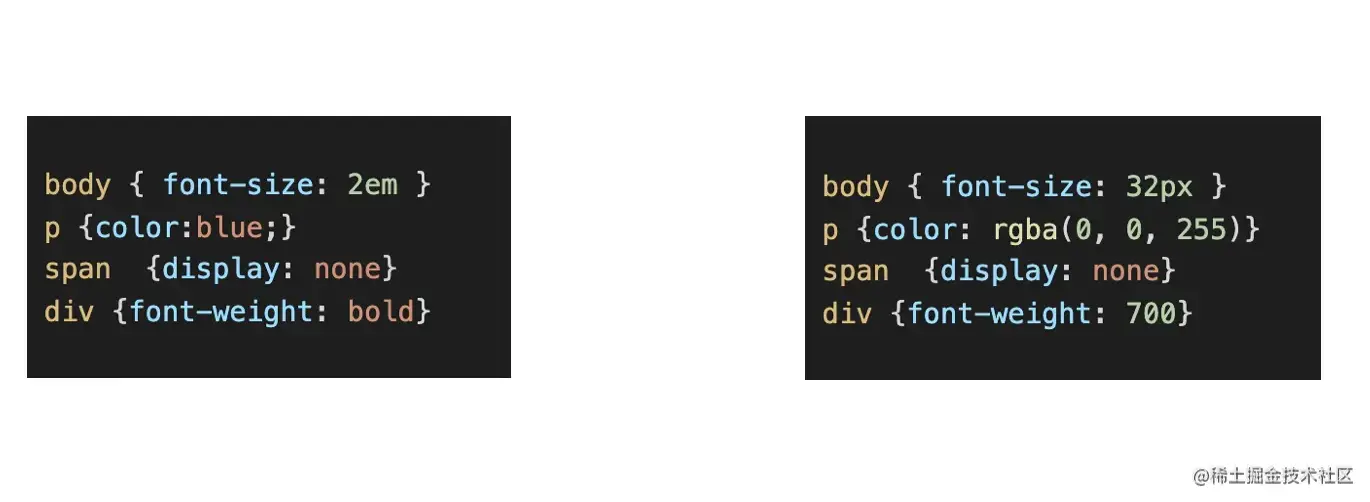 body { font-size: 2em }
p {color:blue;}
span  {display: none}
div {font-weight: bold}
body { font-size: 32px }
p {color: rgba(0, 0, 255)}
span  {display: none}
div {font-weight: 700}
@稀土掘金技术社区